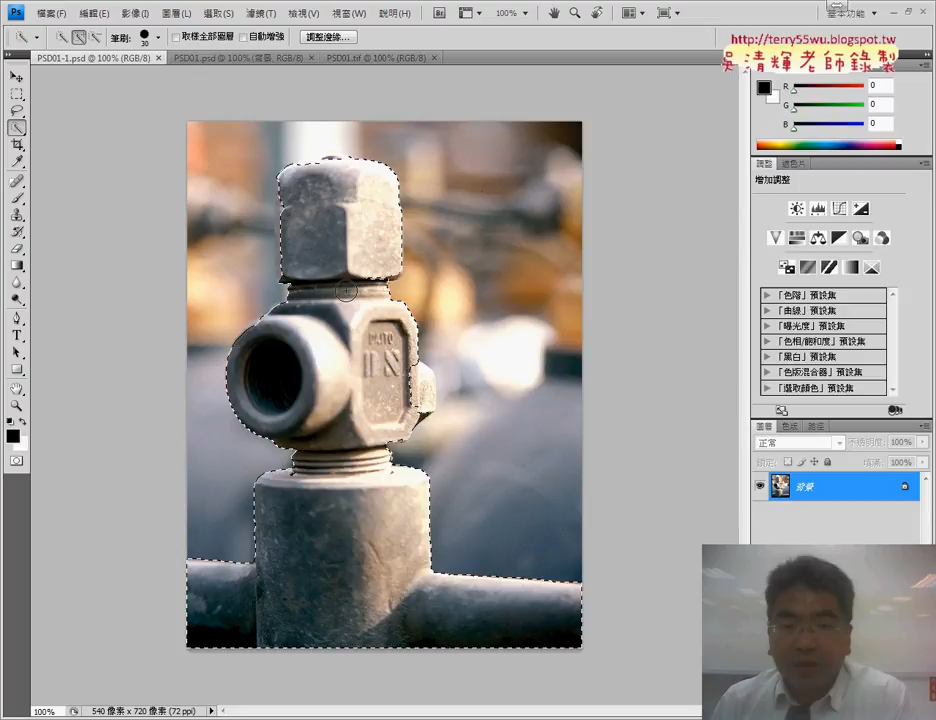 Ps 檔案(F) 編輯(E) 影像(I) 圖層(L) 選取(S) 濾鏡(T) 檢視(V) 視窗(W) 說明(H) Br 100% 基本功能
筆刷: 30 取樣全部圖層 自動增強 調整邊緣...
http://terry55wu.blogspot.tw
吳清輝老師錄製
PSD01-1.psd @ 100% (RGB/8) PSD01.psd @ 100% (背景, RGB/8) PSD01.tif @ 100% (RGB/8)
R 0
G 0
B 0
調整 遮色片
增加調整
「色階」預設集
「曲線」預設集
「曝光度」預設集
「色相/飽和度」預設集
「黑白」預設集
「色版混合器」預設集
「選取顏色」預設集
圖層 色版 路徑
正常 不透明度: 100%
鎖定: 填滿: 100%
背景
100% 540 像素 x 720 像素 (72 ppi)